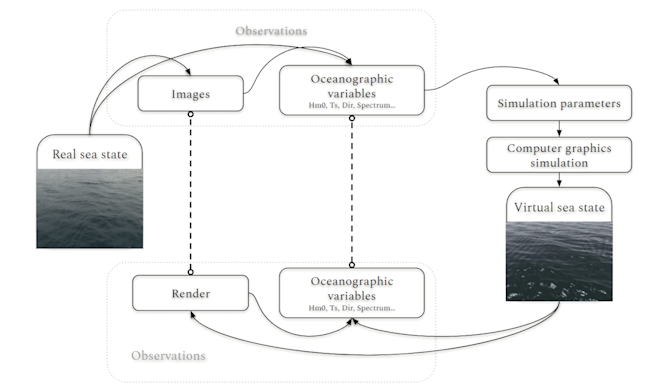 Observations
Images
Oceanographic
variables
Hm0, Ts, Dir, Spectrum...
Simulation parameters
Real sea state
Computer graphics
simulation
Virtual sea state
Render
Oceanographic
variables
Hm0, Ts, Dir, Spectrum...
Observations